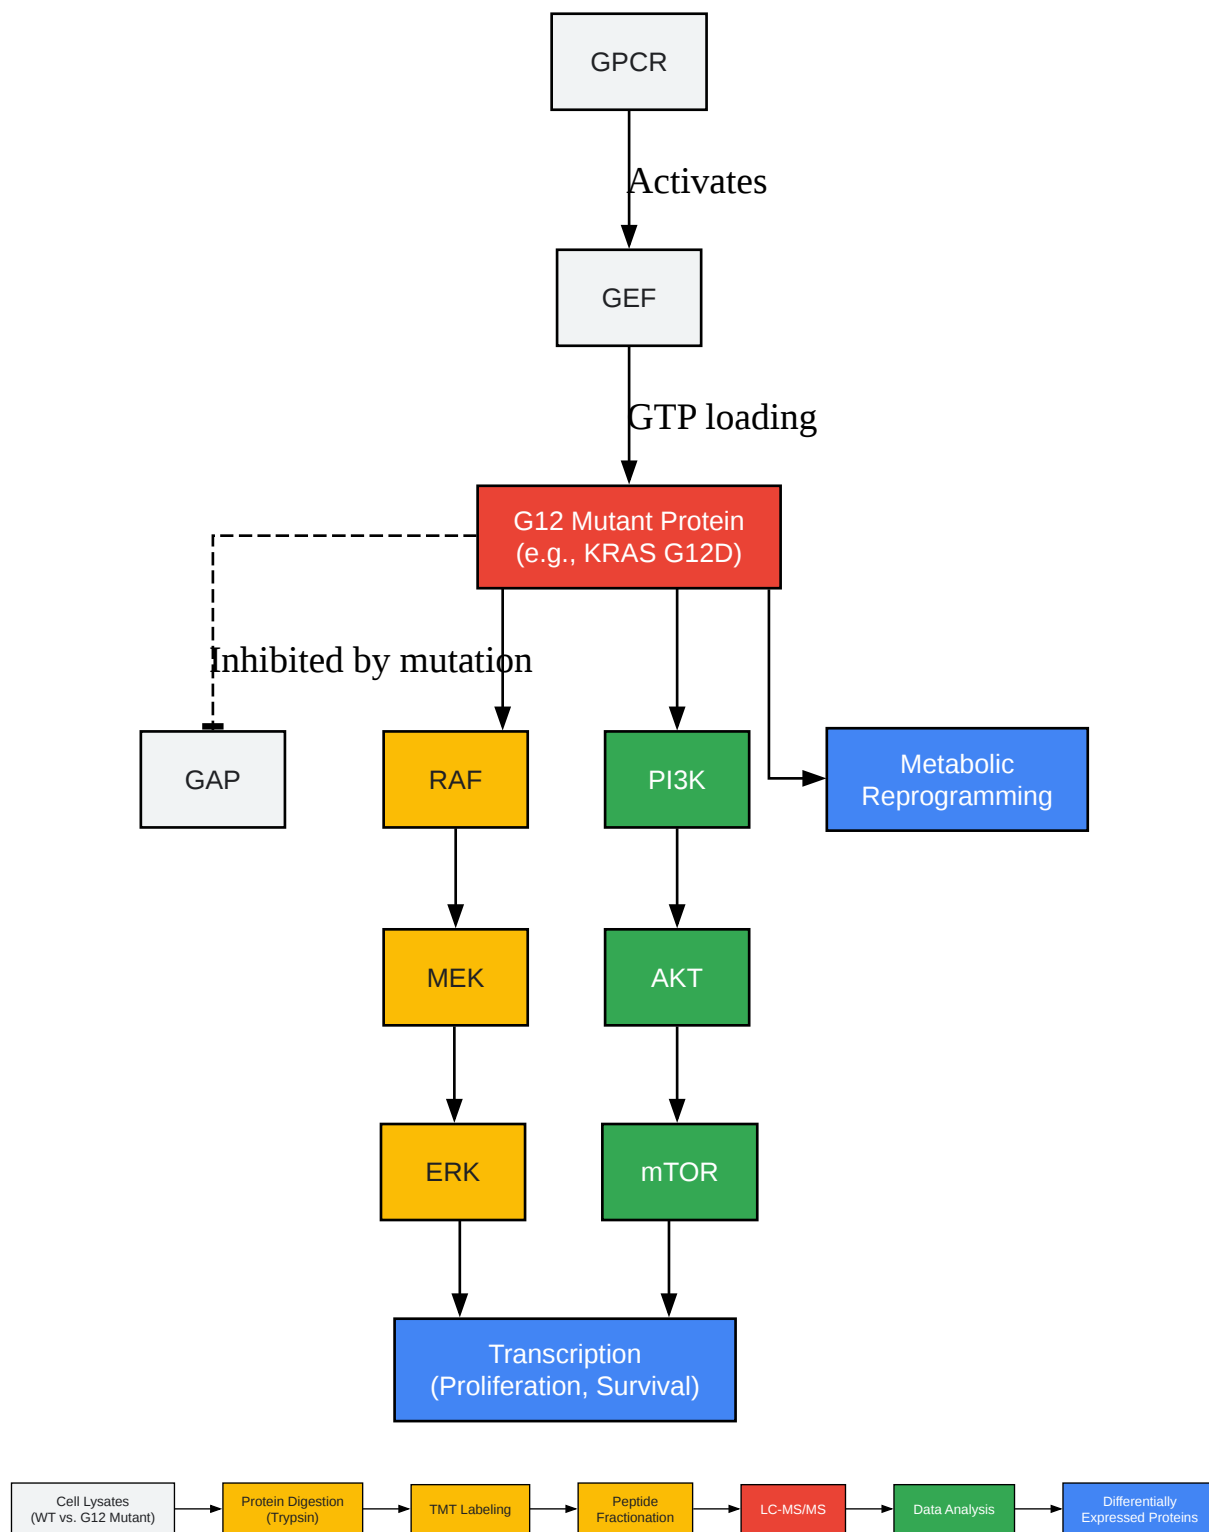 GPCR
Activates
GEF
GTP loading
G12 Mutant Protein
(e.g., KRAS G12D)
Inhibited by mutation
GAP
RAF
PI3K
Metabolic
Reprogramming
MEK
AKT
ERK
mTOR
Transcription
(Proliferation, Survival)
Cell Lysates
(WT vs. G12 Mutant)
Protein Digestion
(Trypsin)
TMT Labeling
Peptide
Fractionation
LC-MS/MS
Data Analysis
Differentially
Expressed Proteins